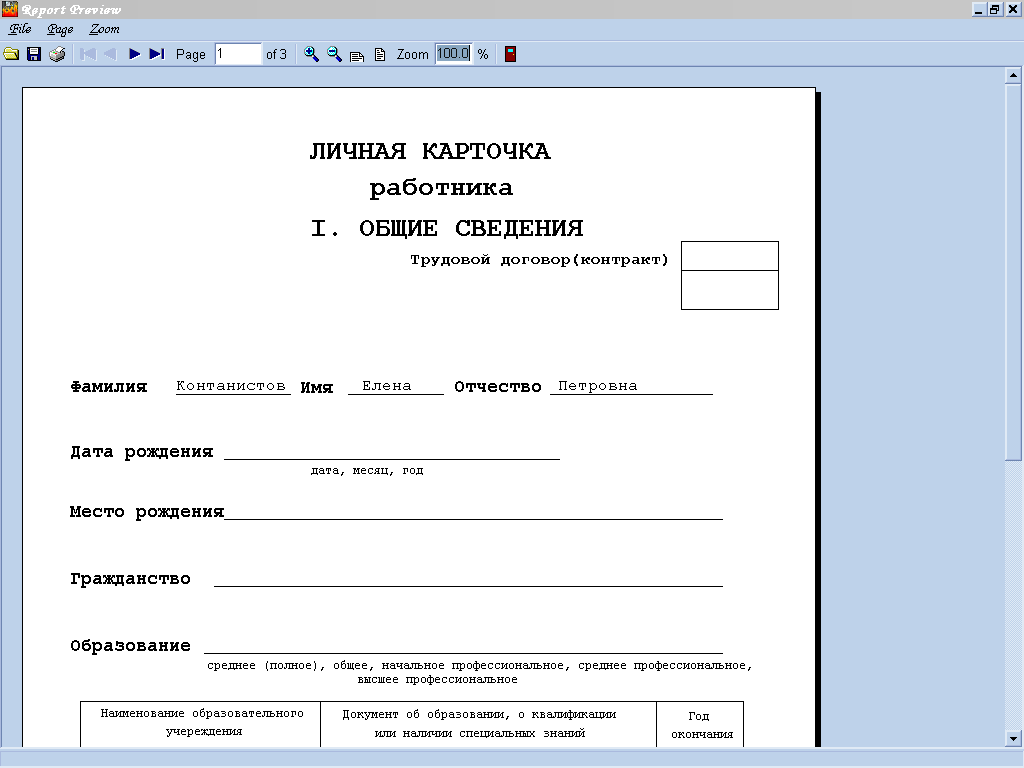 Report Preview
File Page Zoom
Page 1 of 3 Zoom 100.0 %
ЛИЧНАЯ КАРТОЧКА
работника
I. ОБЩИЕ СВЕДЕНИЯ
Трудовой договор(контракт)
Фамилия Контанистов Имя Елена Отчество Петровна
Дата рождения
дата, месяц, год
Место рождения
Гражданство
Образование
среднее (полное), общее, начальное профессиональное, среднее профессиональное,
высшее профессиональное
Наименование образовательного
учереждения
Документ об образовании, о квалификации
или наличии специальных знаний
Год
окончания